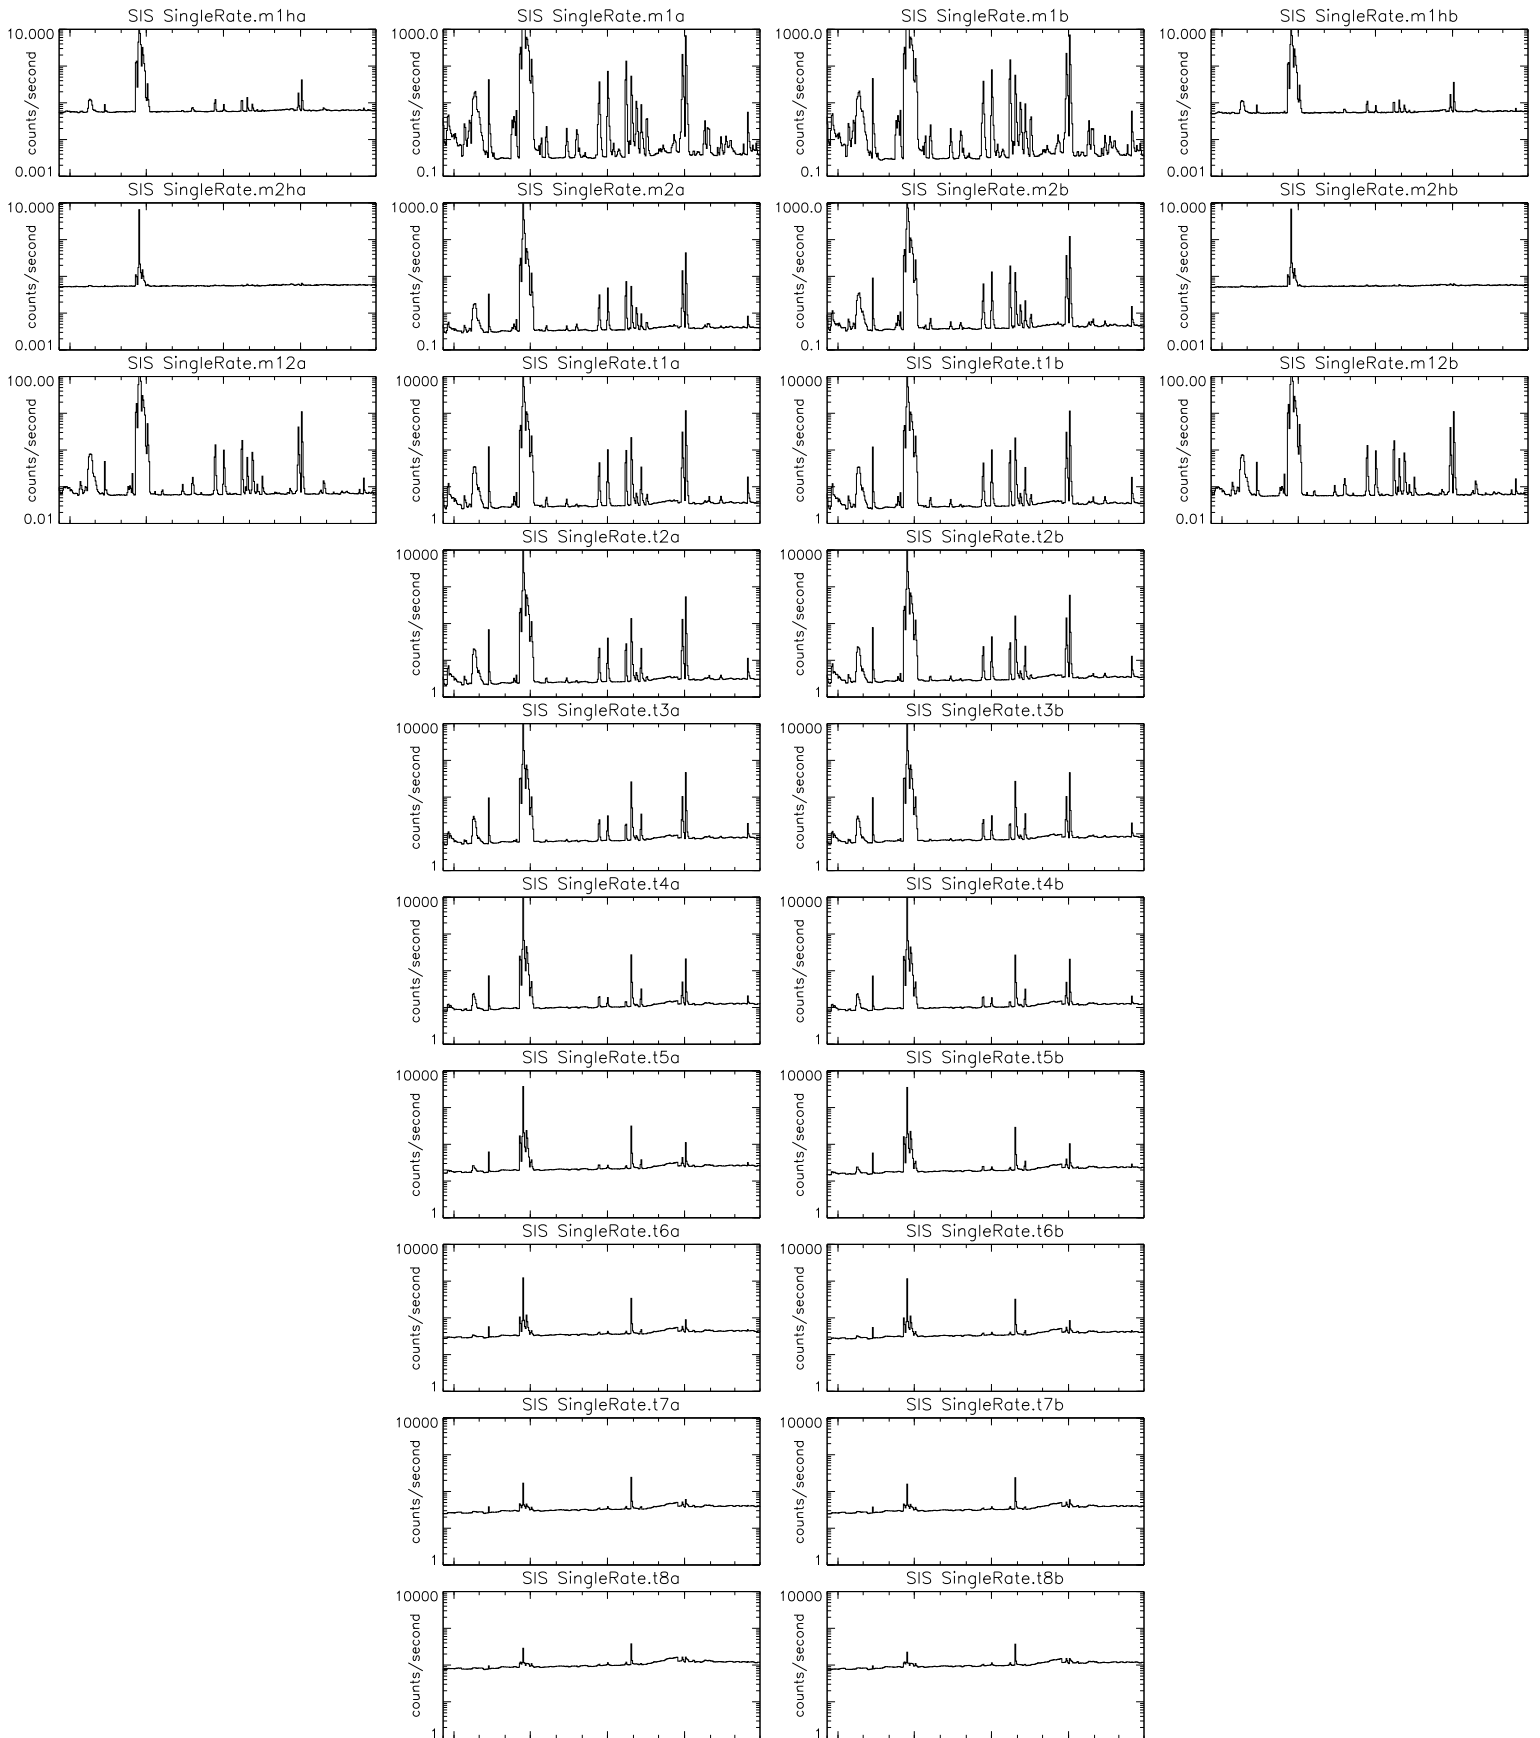 SIS SingleRate.m1ha
10.000
counts/second
0.001
SIS SingleRate.m1a
1000.0
counts/second
0.1
SIS SingleRate.m1b
1000.0
counts/second
0.1
SIS SingleRate.m1hb
10.000
counts/second
0.001
SIS SingleRate.m2ha
10.000
counts/second
0.001
SIS SingleRate.m2a
1000.0
counts/second
0.1
SIS SingleRate.m2b
1000.0
counts/second
0.1
SIS SingleRate.m2hb
10.000
counts/second
0.001
SIS SingleRate.m12a
100.00
counts/second
0.01
SIS SingleRate.t1a
10000
counts/second
1
SIS SingleRate.t1b
10000
counts/second
1
SIS SingleRate.m12b
100.00
counts/second
0.01
SIS SingleRate.t2a
10000
counts/second
1
SIS SingleRate.t2b
10000
counts/second
1
SIS SingleRate.t3a
10000
counts/second
1
SIS SingleRate.t3b
10000
counts/second
1
SIS SingleRate.t4a
10000
counts/second
1
SIS SingleRate.t4b
10000
counts/second
1
SIS SingleRate.t5a
10000
counts/second
1
SIS SingleRate.t5b
10000
counts/second
1
SIS SingleRate.t6a
10000
counts/second
1
SIS SingleRate.t6b
10000
counts/second
1
SIS SingleRate.t7a
10000
counts/second
1
SIS SingleRate.t7b
10000
counts/second
1
SIS SingleRate.t8a
10000
counts/second
1
SIS SingleRate.t8b
10000
counts/second
1